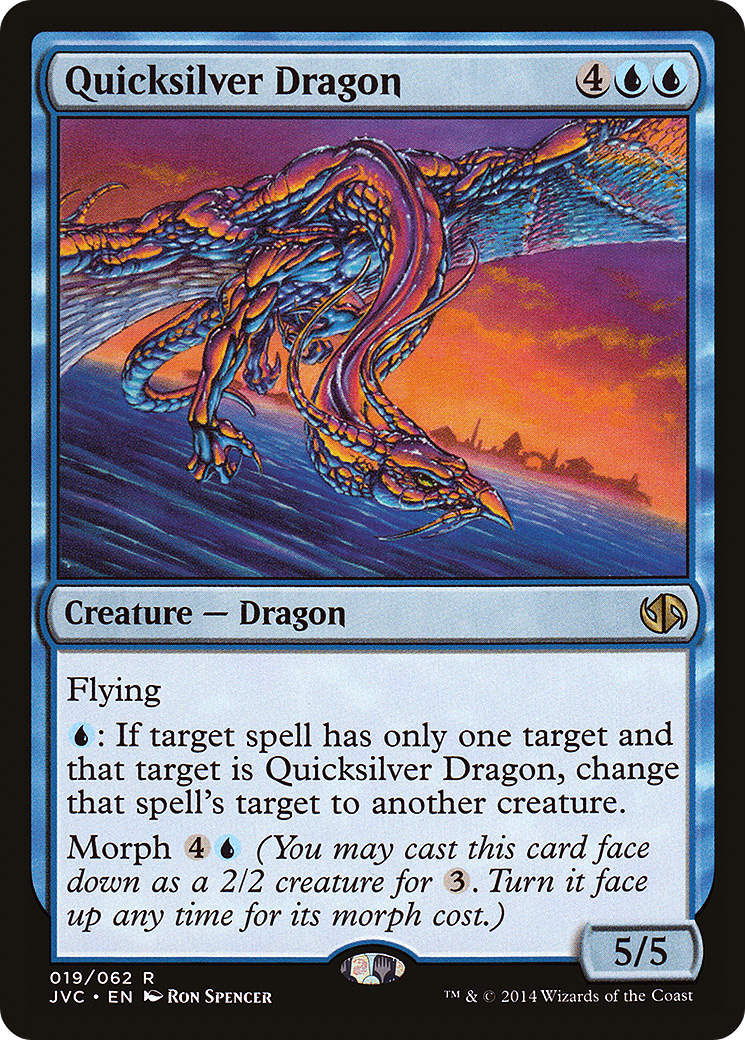 Quicksilver Dragon 4
Creature — Dragon
Flying
: If target spell has only one target and
that target is Quicksilver Dragon, change
that spell's target to another creature.
Morph 4 (You may cast this card face
down as a 2/2 creature for 3. Turn it face
up any time for its morph cost.)
5/5
019/062 R
JVC • EN Ron Spencer
™ & © 2014 Wizards of the Coast